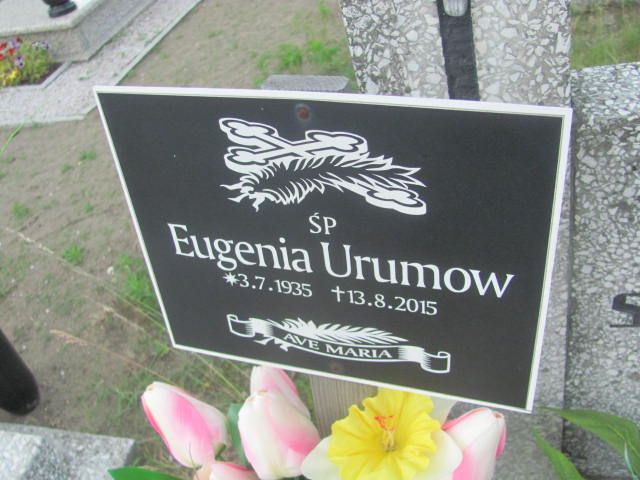 ŚP
Eugenia Urumow
*3.7.1935 †13.8.2015
AVE MARIA